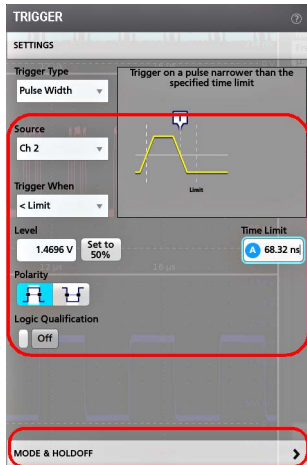 TRIGGER
SETTINGS
Trigger Type
Pulse Width
Trigger on a pulse narrower than the
specified time limit
Source
Ch 2
Limit
Trigger When
< Limit
Level
1.4696 V
Set to
50%
Time Limit
A 68.32 ns
16 µs
Polarity
Logic Qualification
Off
MODE & HOLDOFF